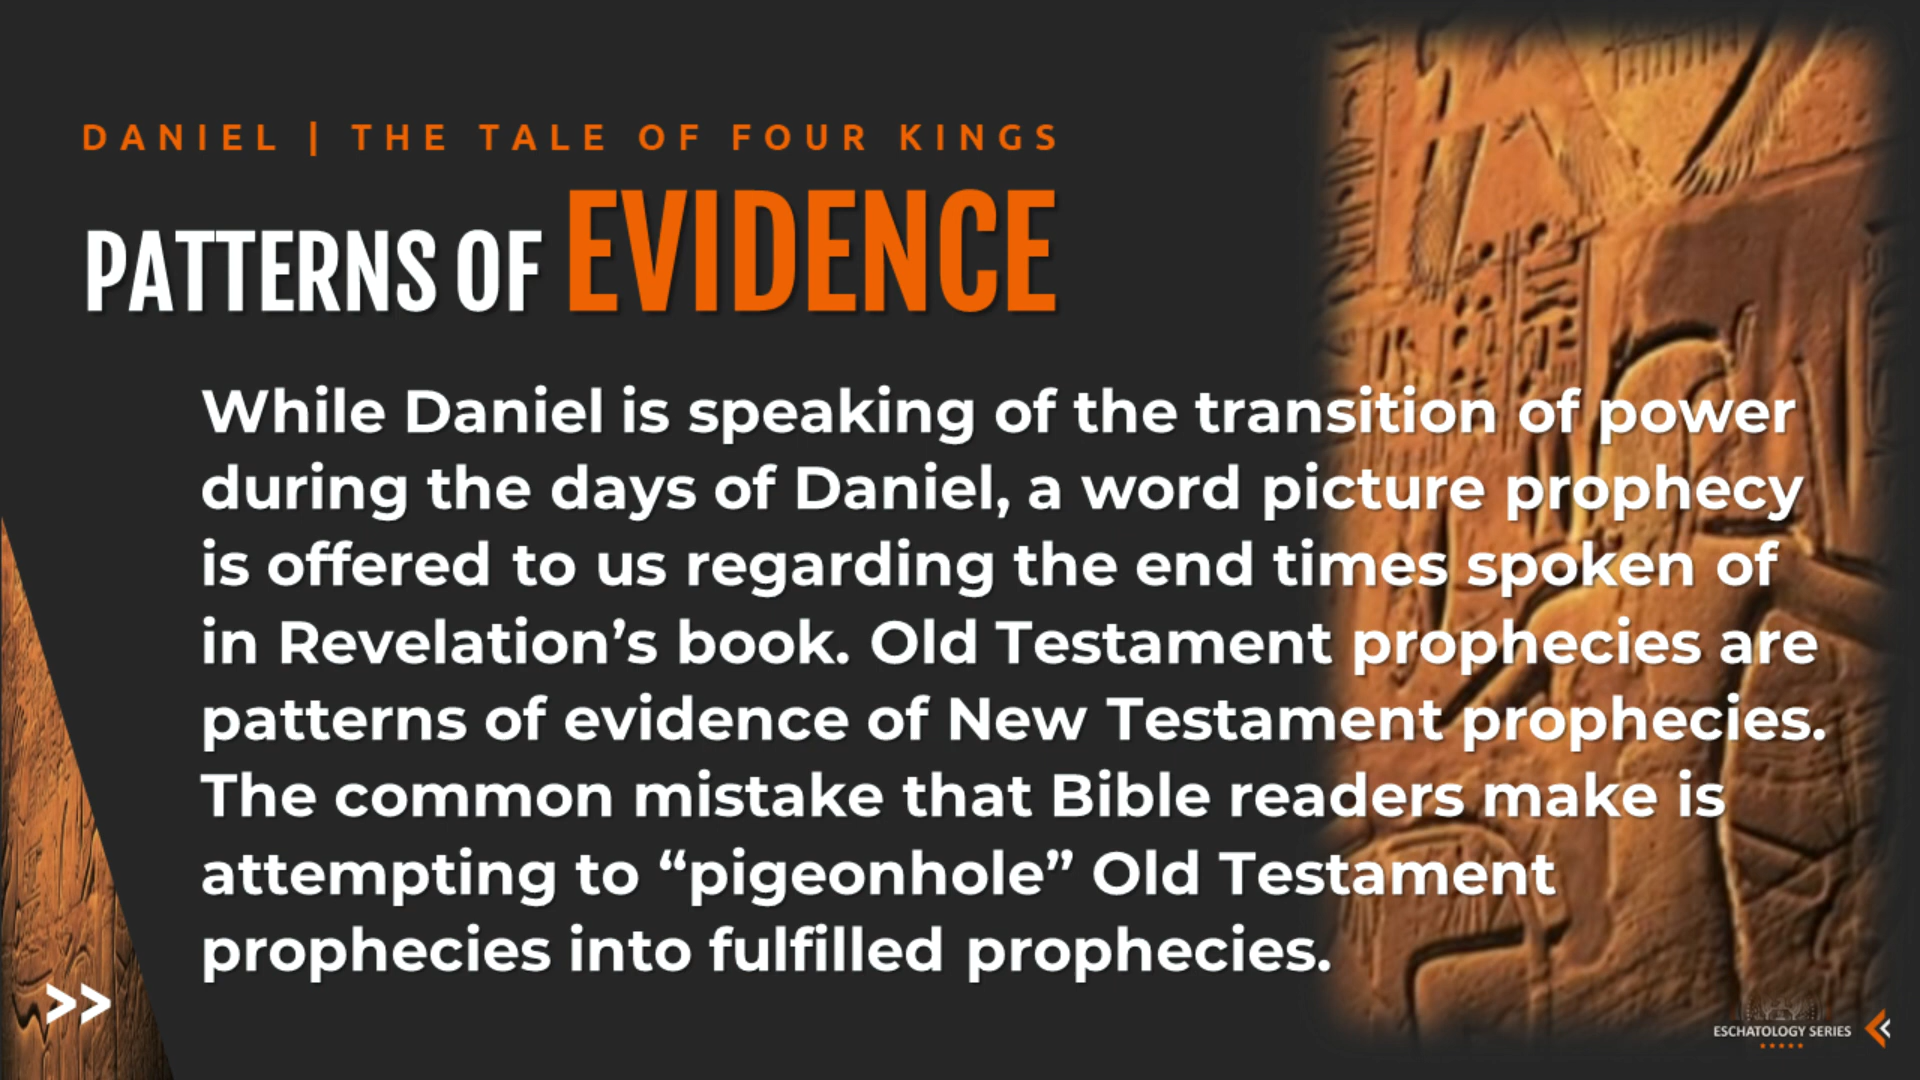 DANIEL | THE TALE OF FOUR KINGS
PATTERNS OF EVIDENCE
While Daniel is speaking of the transition of power
during the days of Daniel, a word picture prophecy
is offered to us regarding the end times spoken of
in Revelation’s book. Old Testament prophecies are
patterns of evidence of New Testament prophecies.
The common mistake that Bible readers make is
attempting to “pigeonhole” Old Testament
prophecies into fulfilled prophecies.
>>
ESCHATOLOGY SERIES